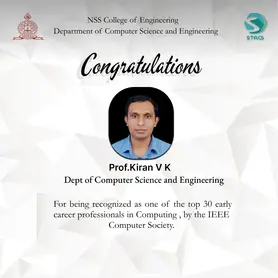 NSS College of Engineering
Department of Computer Science and Engineering
STACS
Congratulations
Prof.Kiran V K
Dept of Computer Science and Engineering
For being recognized as one of the top 30 early
career professionals in Computing , by the IEEE
Computer Society.